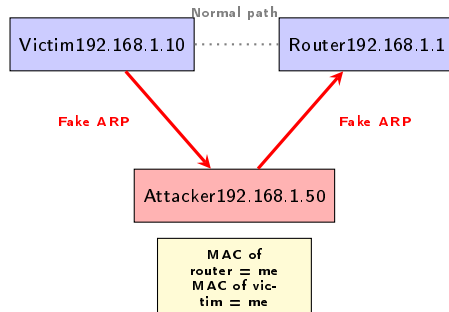 Normal path
Victim192.168.1.10
Router192.168.1.1
Fake ARP
Fake ARP
Attacker192.168.1.50
MAC of
router = me
MAC of vic-
tim = me